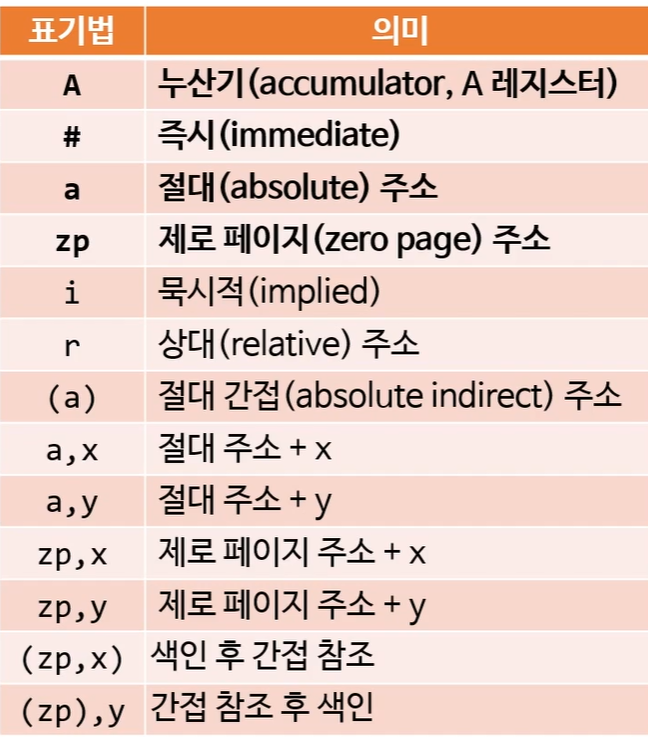 표기법 의미
A 누산기(accumulator, A 레지스터)
# 즉시(immediate)
a 절대(absolute) 주소
zp 제로 페이지(zero page) 주소
i 묵시적(implied)
r 상대(relative) 주소
(a) 절대 간접(absolute indirect) 주소
a,x 절대 주소 + x
a,y 절대 주소 + y
zp,x 제로 페이지 주소 + x
zp,y 제로 페이지 주소 + y
(zp,x) 색인 후 간접 참조
(zp),y 간접 참조 후 색인